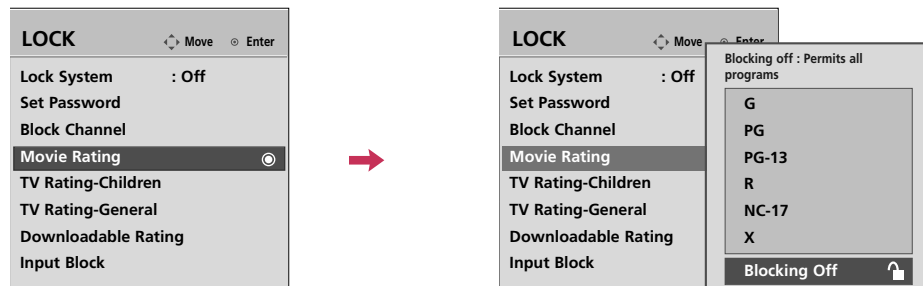 LOCK Move Enter
Lock System : Off
Set Password
Block Channel
Movie Rating
TV Rating-Children
TV Rating-General
Downloadable Rating
Input Block
LOCK Move Enter
Lock System : Off
Set Password
Block Channel
Movie Rating
TV Rating-Children
TV Rating-General
Downloadable Rating
Input Block
Blocking off : Permits all
programs
G
PG
PG-13
R
NC-17
X
Blocking Off